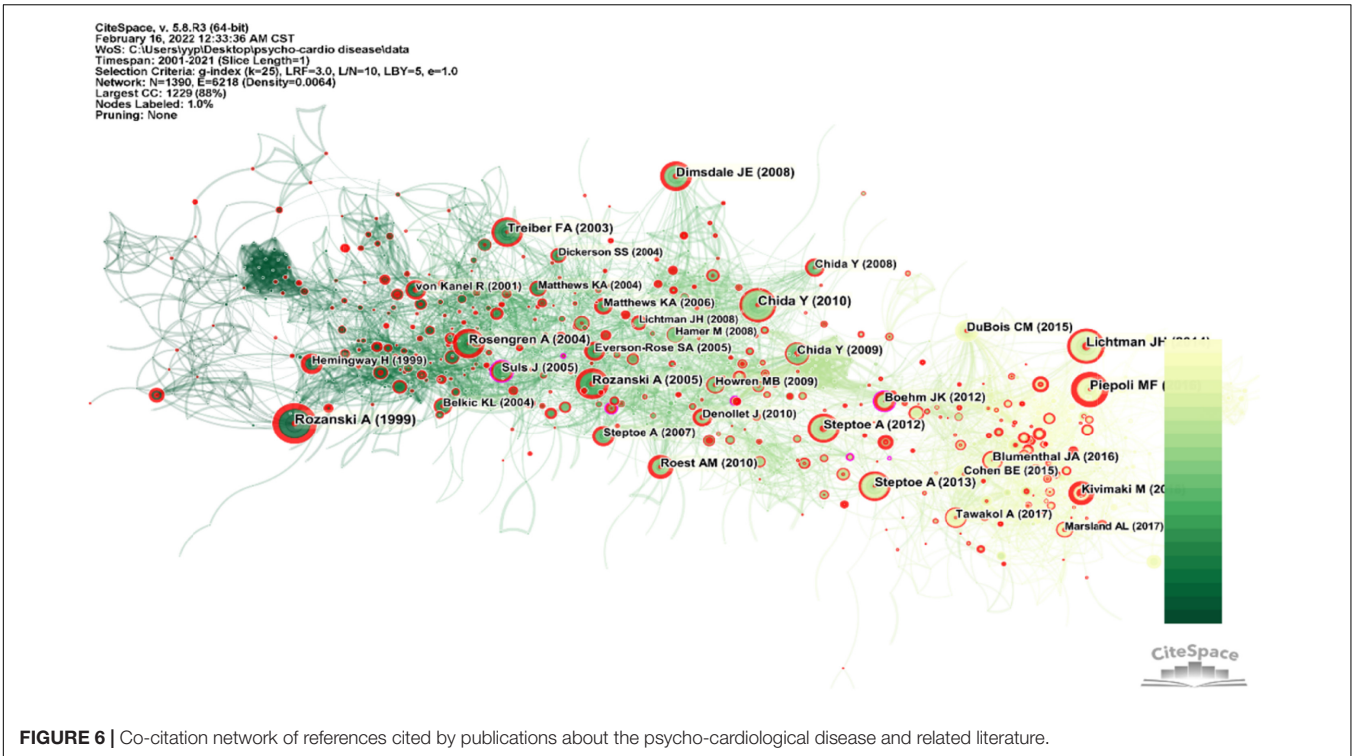 CiteSpace, v. 5.8.R3 (64-bit)
February 16, 2022 12:33:36 AM CST
WoS: C:\Users\yyp\Desktop\psycho-cardio disease\data
Timespan: 2001-2021 (Slice Length=1)
Selection Criteria: g-index (k=25), LRF=3.0, L/N=10, LBY=5, e=1.0
Network: N=1390, E=6218 (Density=0.0064)
Largest CC: 1229 (88%)
Nodes Labeled: 1.0%
Pruning: None
Dimsdale JE (2008)
Treiber FA (2003)
Dickerson SS (2004)
Chida Y (2008)
von Kanel R (2001)
Matthews KA (2004)
Matthews KA (2006)
Chida Y (2010)
Lichtman JH (2008)
Hamer M (2008)
DuBois CM (2015)
Rosengren A (2004)
Lichtman JH
Everson-Rose SA (2005)
Chida Y (2009)
Hemingway H (1999)
Suls J (2005)
Rozanski A (2005)
Howren MB (2009)
Piepoli MF
Belkic KL (2004)
Boehm JK (2012)
Rozanski A (1999)
Denollet J (2010)
Steptoe A (2012)
Steptoe A (2007)
Roest AM (2010)
Blumenthal JA (2016)
Cohen BE (2015)
Steptoe A (2013)
Kivimaki M
Tawakol A (2017)
Marsland AL (2017)
CiteSpace
FIGURE 6 | Co-citation network of references cited by publications about the psycho-cardiological disease and related literature.